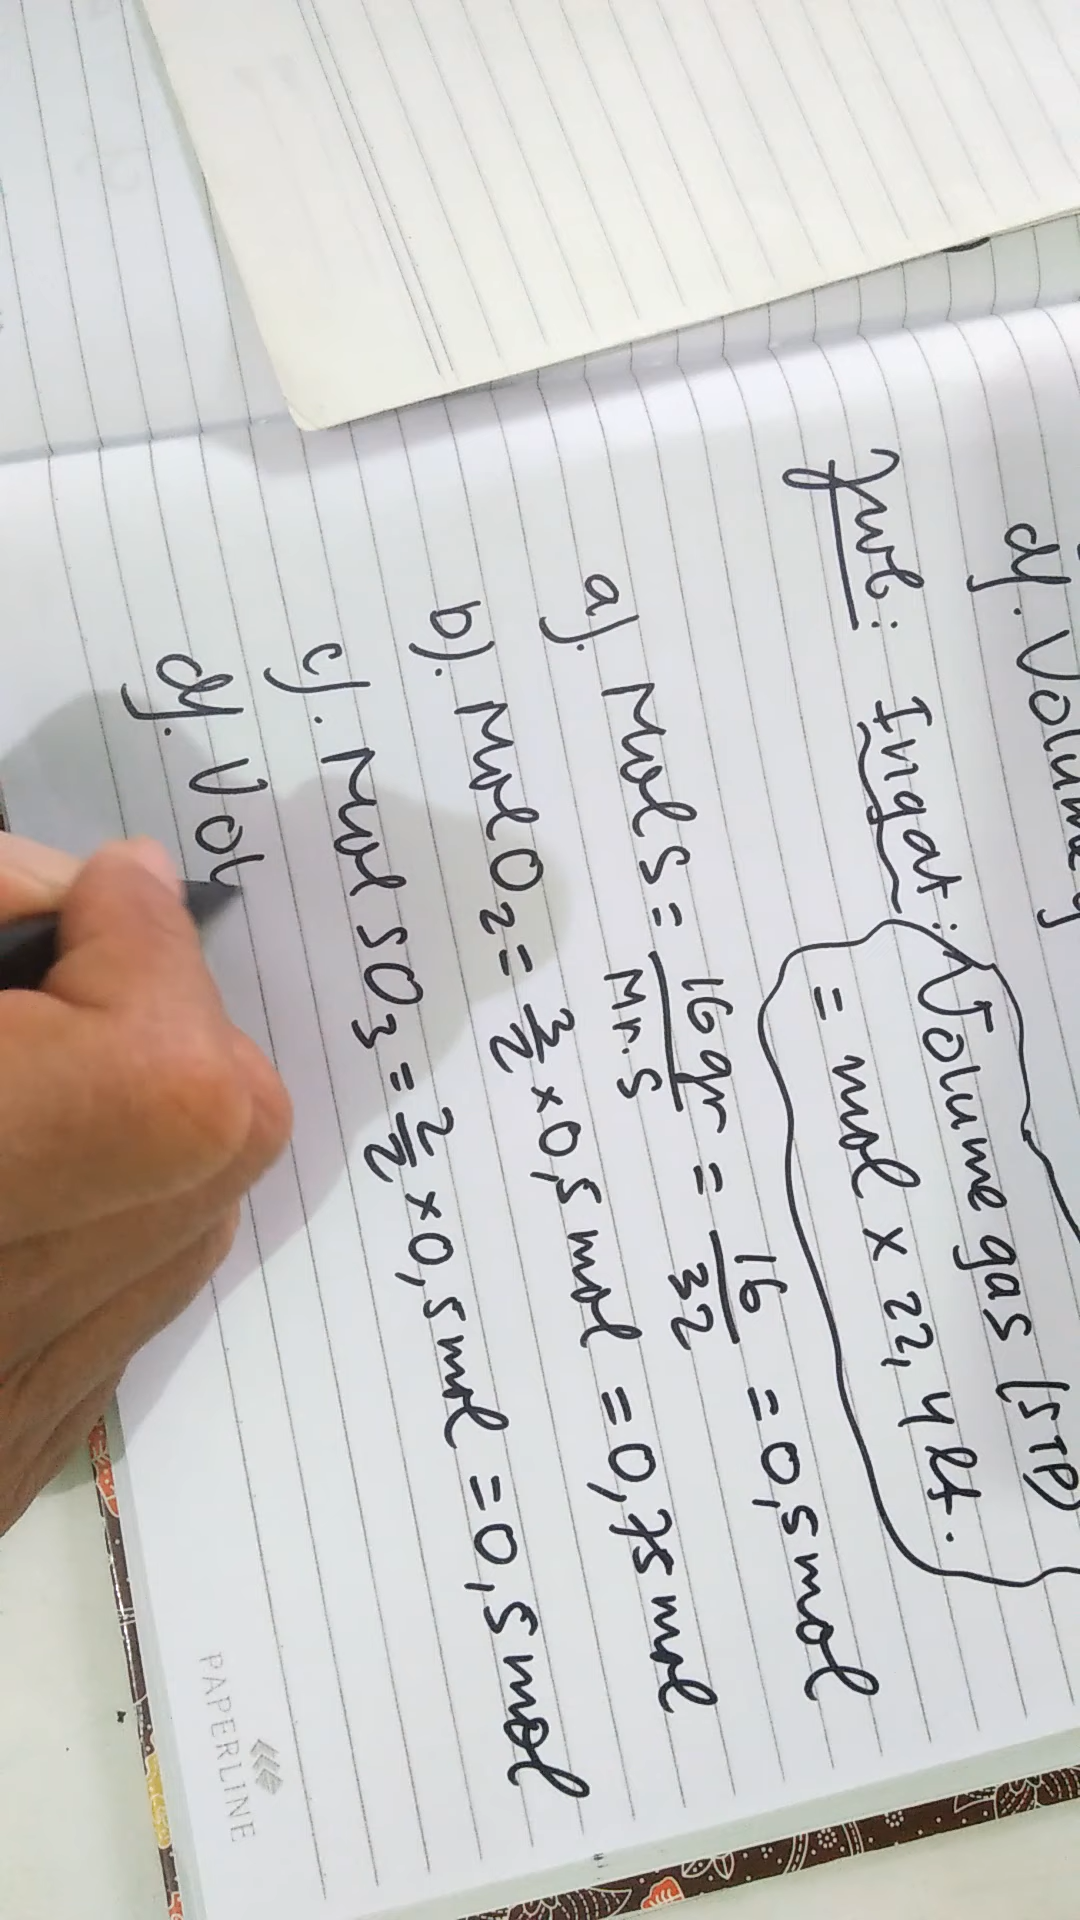 d). Volume g
Jwb: Ingat: Volume gas (STP)
= mol x 22,4 lt.
a). Mol S = 16 gr / Mr. S = 16 / 32 = 0,5 mol
b). Mol O2 = 3/2 x 0,5 mol = 0,75 mol
c). Mol SO3 = 2/2 x 0,5 mol = 0,5 mol
d). Vol
PAPERLINE